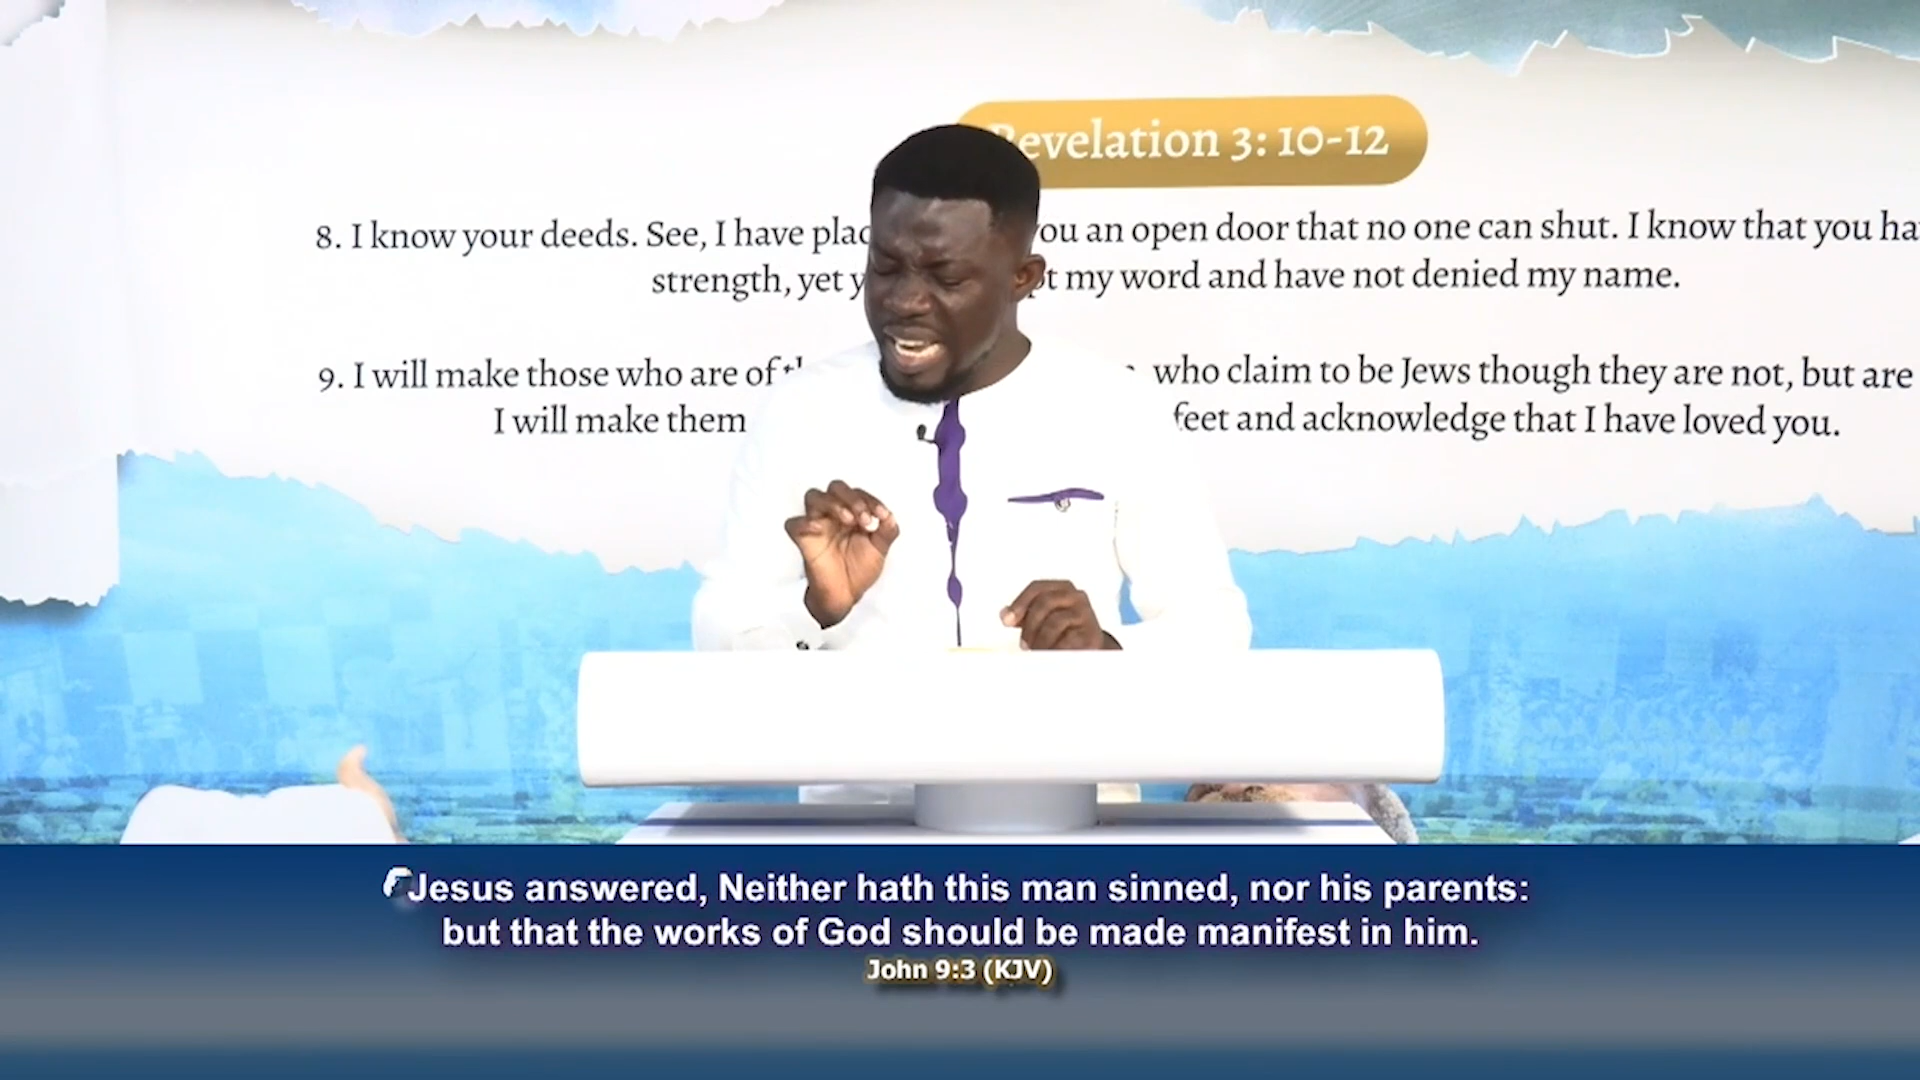 evelation 3: 10-12
8. I know your deeds. See, I have plac ou an open door that no one can shut. I know that you ha
strength, yet y pt my word and have not denied my name.
9. I will make those who are of who claim to be Jews though they are not, but are
I will make them feet and acknowledge that I have loved you.
Jesus answered, Neither hath this man sinned, nor his parents:
but that the works of God should be made manifest in him.
John 9:3 (KJV)